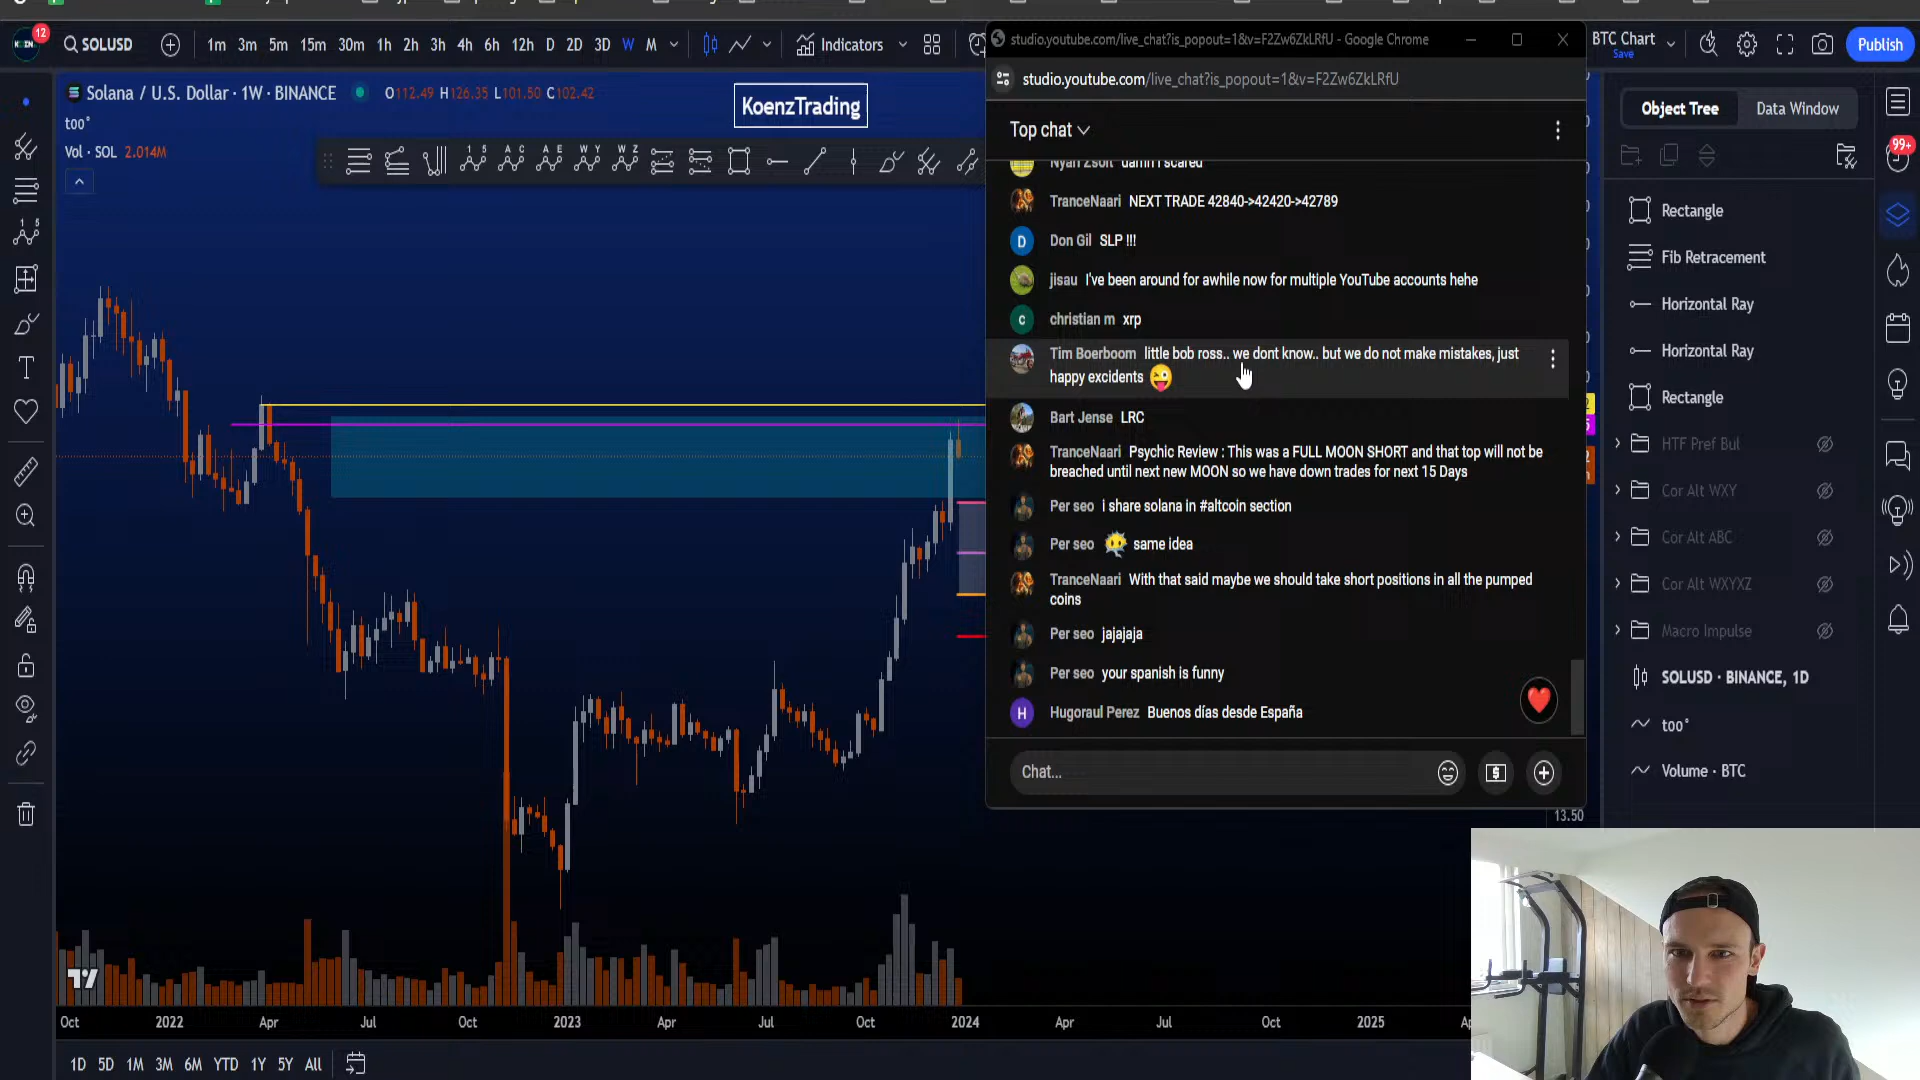 12
SOLUSD
1m 3m 5m 15m 30m 1h 2h 3h 4h 6h 12h D 2D 3D W M
Indicators
studio.youtube.com/live_chat?is_popout=1&v=F2Zw6ZkLRfU - Google Chrome
BTC Chart
Save
Publish
studio.youtube.com/live_chat?is_popout=1&v=F2Zw6ZkLRfU
Solana / U.S. Dollar · 1W · BINANCE
O112.49 H126.35 L101.50 C102.42
KoenzTrading
too°
Vol · SOL 2.014M
Top chat
Object Tree
Data Window
99+
Nyari Zsolt damn i scared
TranceNaari NEXT TRADE 42840->42420->42789
Don Gil SLP !!!
jisau I've been around for awhile now for multiple YouTube accounts hehe
christian m xrp
Tim Boerboom little bob ross.. we dont know.. but we do not make mistakes, just
happy excidents 😜
Bart Jense LRC
TranceNaari Psychic Review : This was a FULL MOON SHORT and that top will not be
breached until next new MOON so we have down trades for next 15 Days
Per seo i share solana in #altcoin section
Per seo same idea
TranceNaari With that said maybe we should take short positions in all the pumped
coins
Per seo jajajaja
Per seo your spanish is funny
Hugoraul Perez Buenos días desde España
Chat...
Rectangle
Fib Retracement
Horizontal Ray
Horizontal Ray
Rectangle
HTF Pref Bul
Cor Alt WXY
Cor Alt ABC
Cor Alt WXYXZ
Macro Impulse
SOLUSD · BINANCE, 1D
too°
Volume · BTC
13.50
Oct 2022 Apr Jul Oct 2023 Apr Jul Oct 2024 Apr Jul Oct 2025
1D 5D 1M 3M 6M YTD 1Y 5Y All